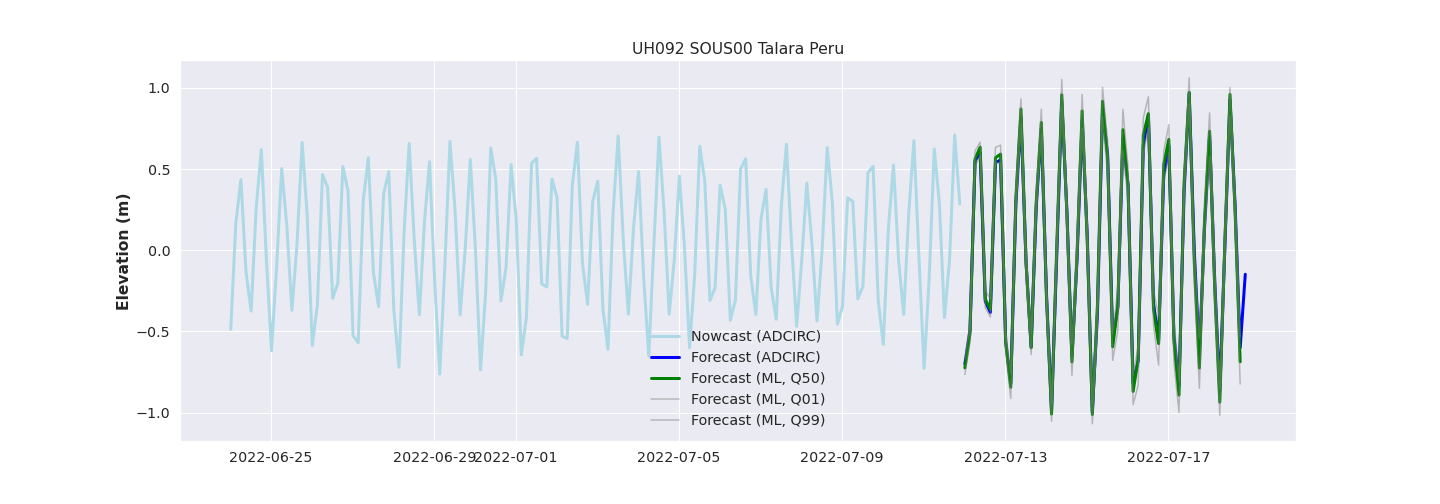 UH092 SOUS00 Talara Peru
Elevation (m)
1.0
0.5
0.0
−0.5
−1.0
Nowcast (ADCIRC)
Forecast (ADCIRC)
Forecast (ML, Q50)
Forecast (ML, Q01)
Forecast (ML, Q99)
2022-06-25 2022-06-29 2022-07-01 2022-07-05 2022-07-09 2022-07-13 2022-07-17